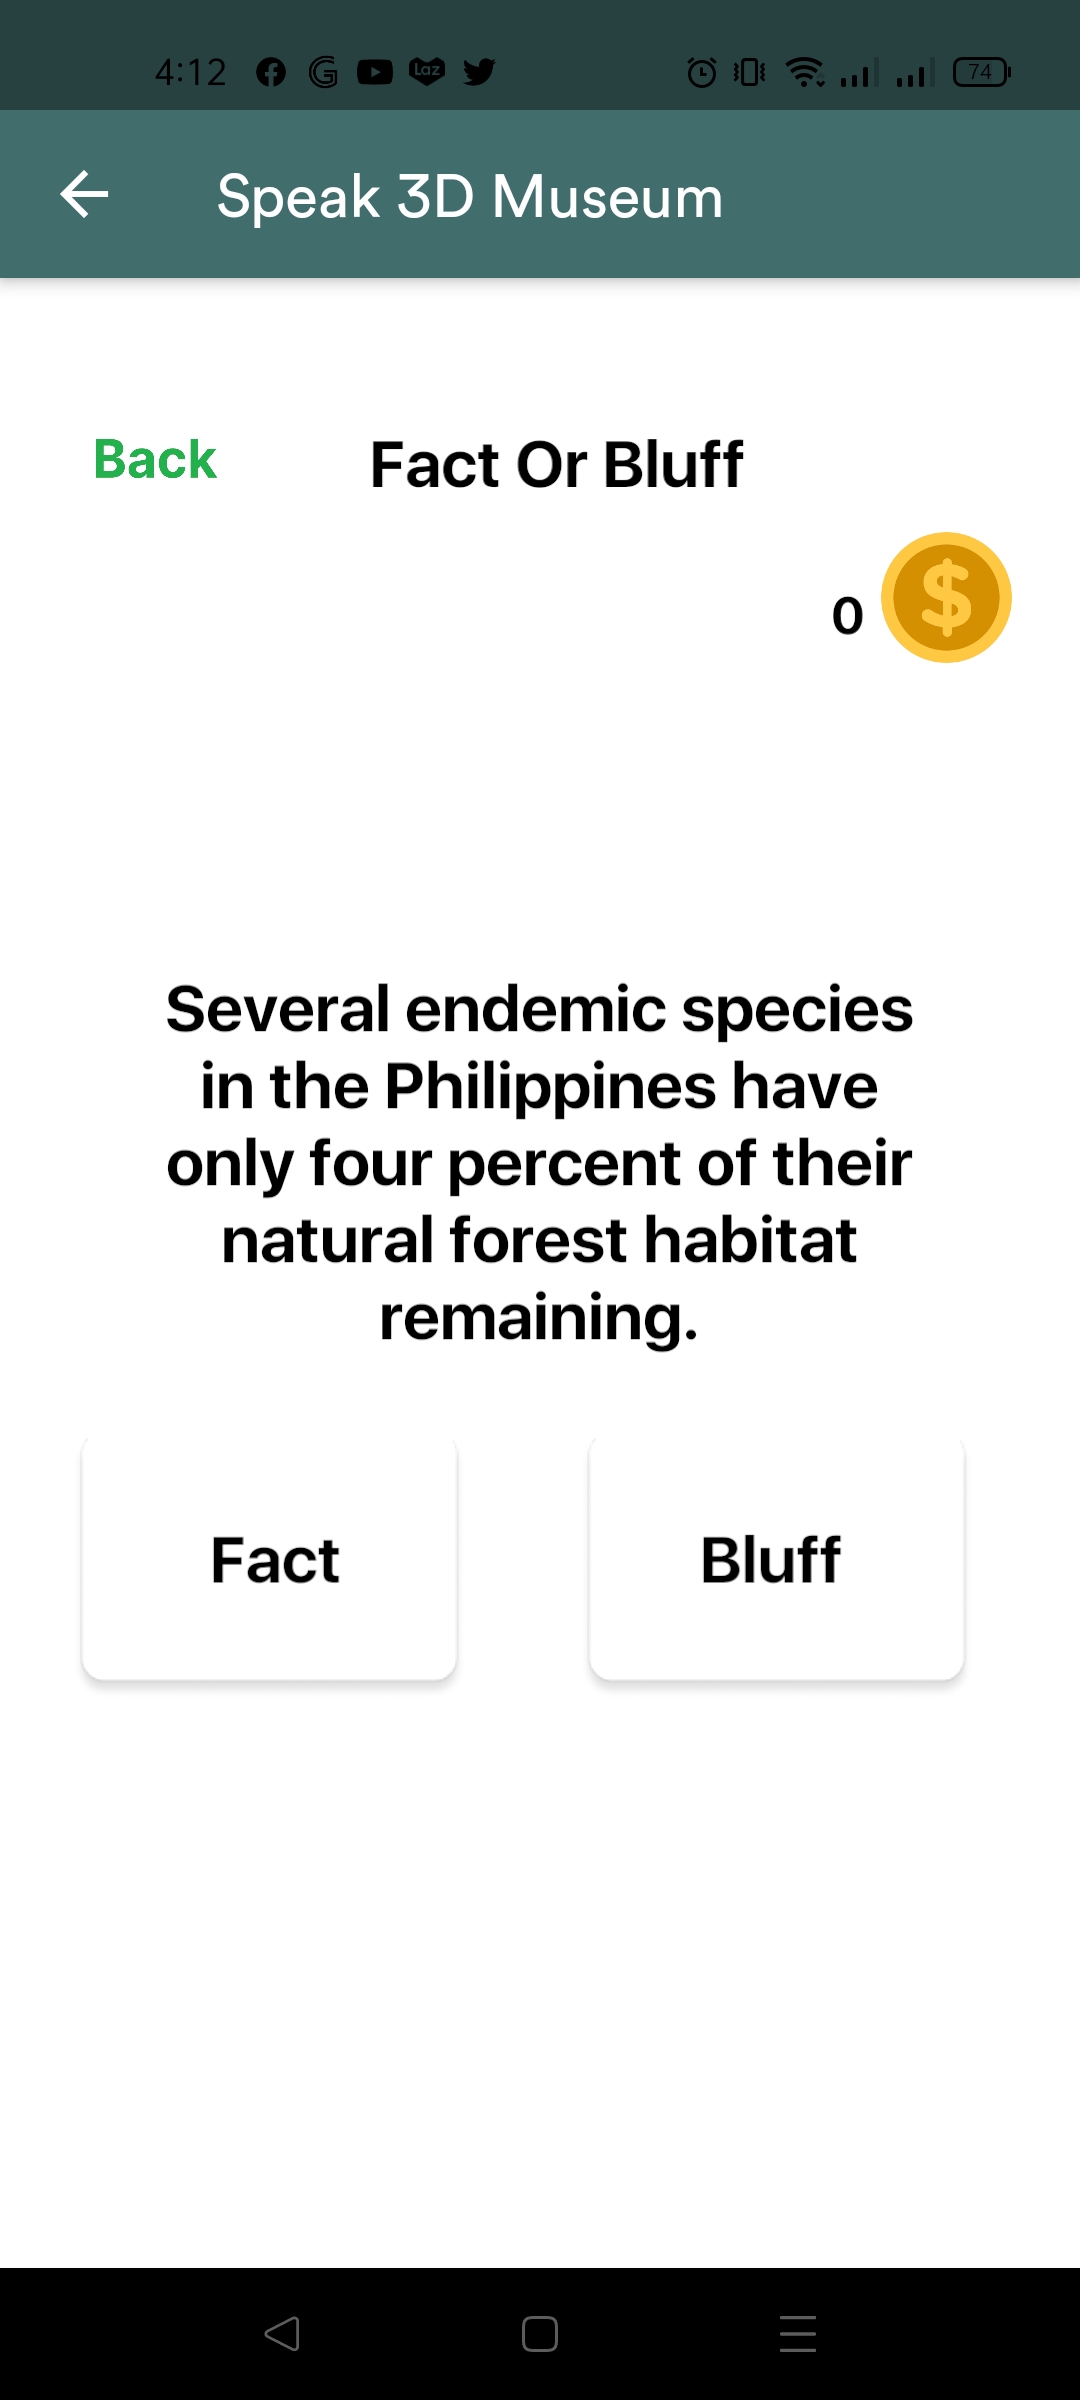 4:12 Laz 74
Speak 3D Museum
Back
Fact Or Bluff
0 $
Several endemic species
in the Philippines have
only four percent of their
natural forest habitat
remaining.
Fact
Bluff